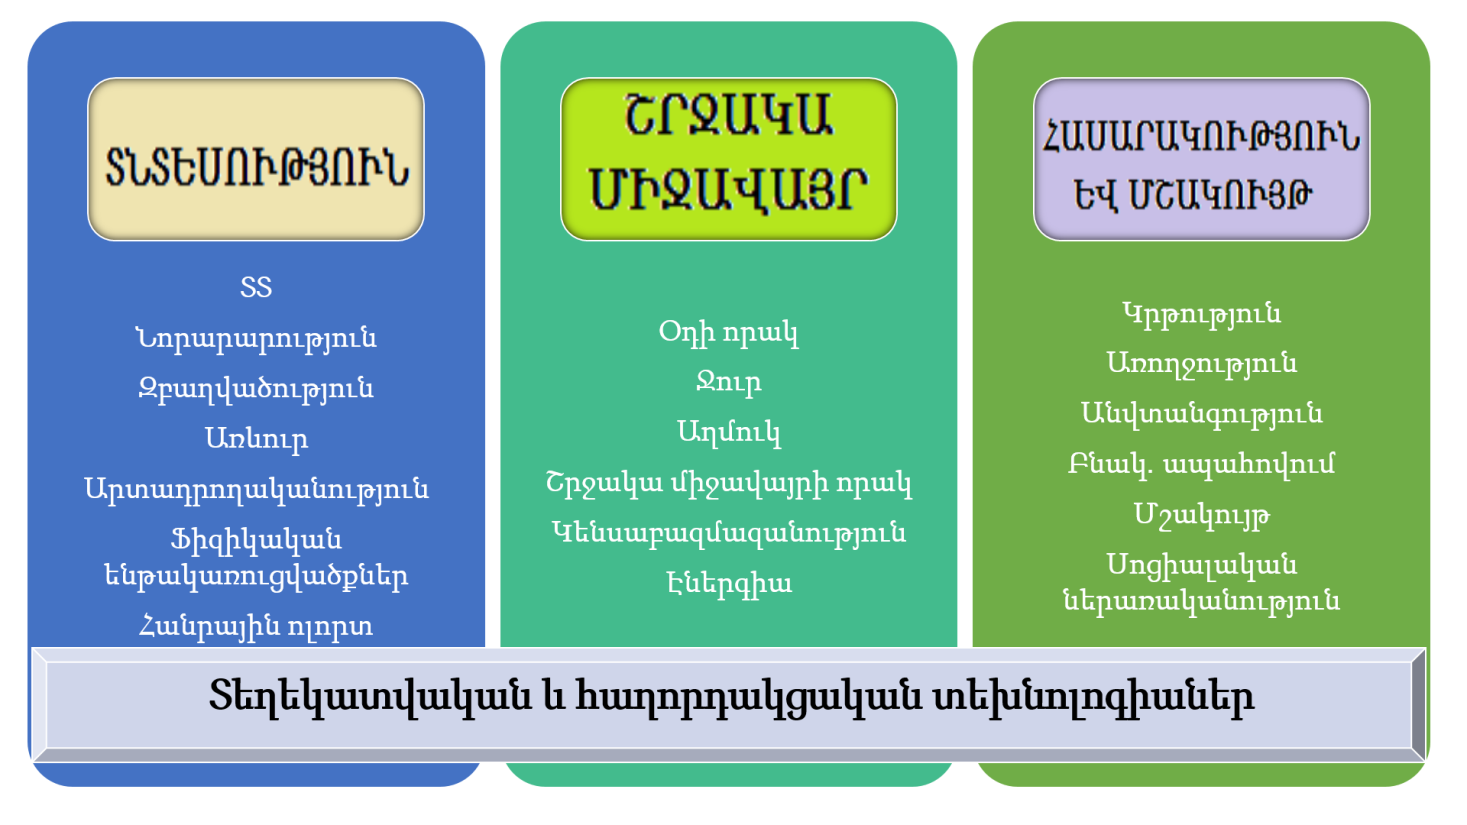 ՏՆՏԵՍՈՒԹՅՈՒՆ
ՏՏ
Նորարարություն
Զբաղվածություն
Առևուր
Արտադրողականություն
Ֆիզիկական
ենթակառուցվածքներ
Հանրային ոլորտ
ՇՐՋԱԿԱ
ՄԻՋԱՎԱՅՐ
Օդի որակ
Ջուր
Աղմուկ
Շրջակա միջավայրի որակ
Կենսաբազմազանություն
Էներգիա
ՀԱՍԱՐԱԿՈՒԹՅՈՒՆ
ԵՎ ՄՇԱԿՈՒՅԹ
Կրթություն
Առողջություն
Անվտանգություն
Բնակ. ապահովում
Մշակույթ
Սոցիալական
ներառականություն
Տեղեկատվական և հաղորդակցական տեխնոլոգիաներ